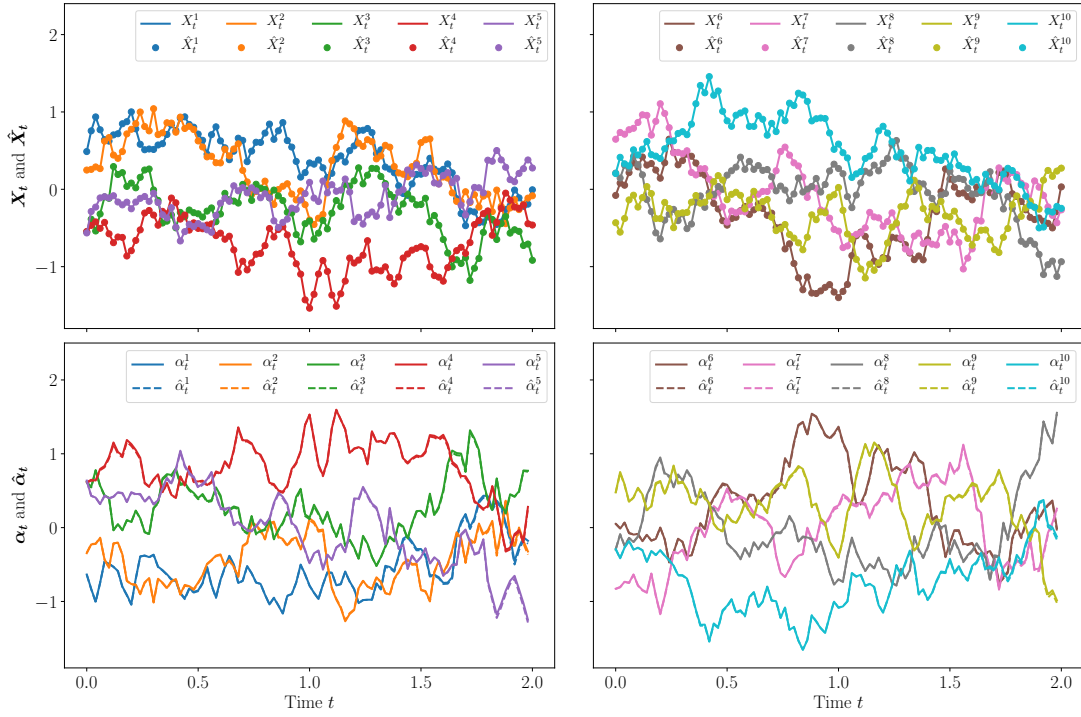 X_t^1 X_t^2 X_t^3 X_t^4 X_t^5
X̂_t^1 X̂_t^2 X̂_t^3 X̂_t^4 X̂_t^5
X_t^6 X_t^7 X_t^8 X_t^9 X_t^10
X̂_t^6 X̂_t^7 X̂_t^8 X̂_t^9 X̂_t^10
2
1
0
−1
X_t and X̂_t
α_t^1 α_t^2 α_t^3 α_t^4 α_t^5
α̂_t^1 α̂_t^2 α̂_t^3 α̂_t^4 α̂_t^5
α_t^6 α_t^7 α_t^8 α_t^9 α_t^10
α̂_t^6 α̂_t^7 α̂_t^8 α̂_t^9 α̂_t^10
2
1
0
−1
α_t and α̂_t
0.0 0.5 1.0 1.5 2.0
Time t
0.0 0.5 1.0 1.5 2.0
Time t